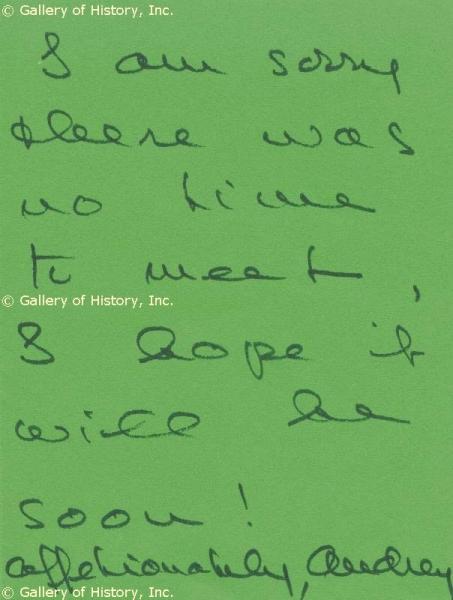 © Gallery of History, Inc.
I am sorry
there was
no time
to meet,
© Gallery of History, Inc.
I hope it
will be
soon!
affectionately, Audrey
© Gallery of History, Inc.